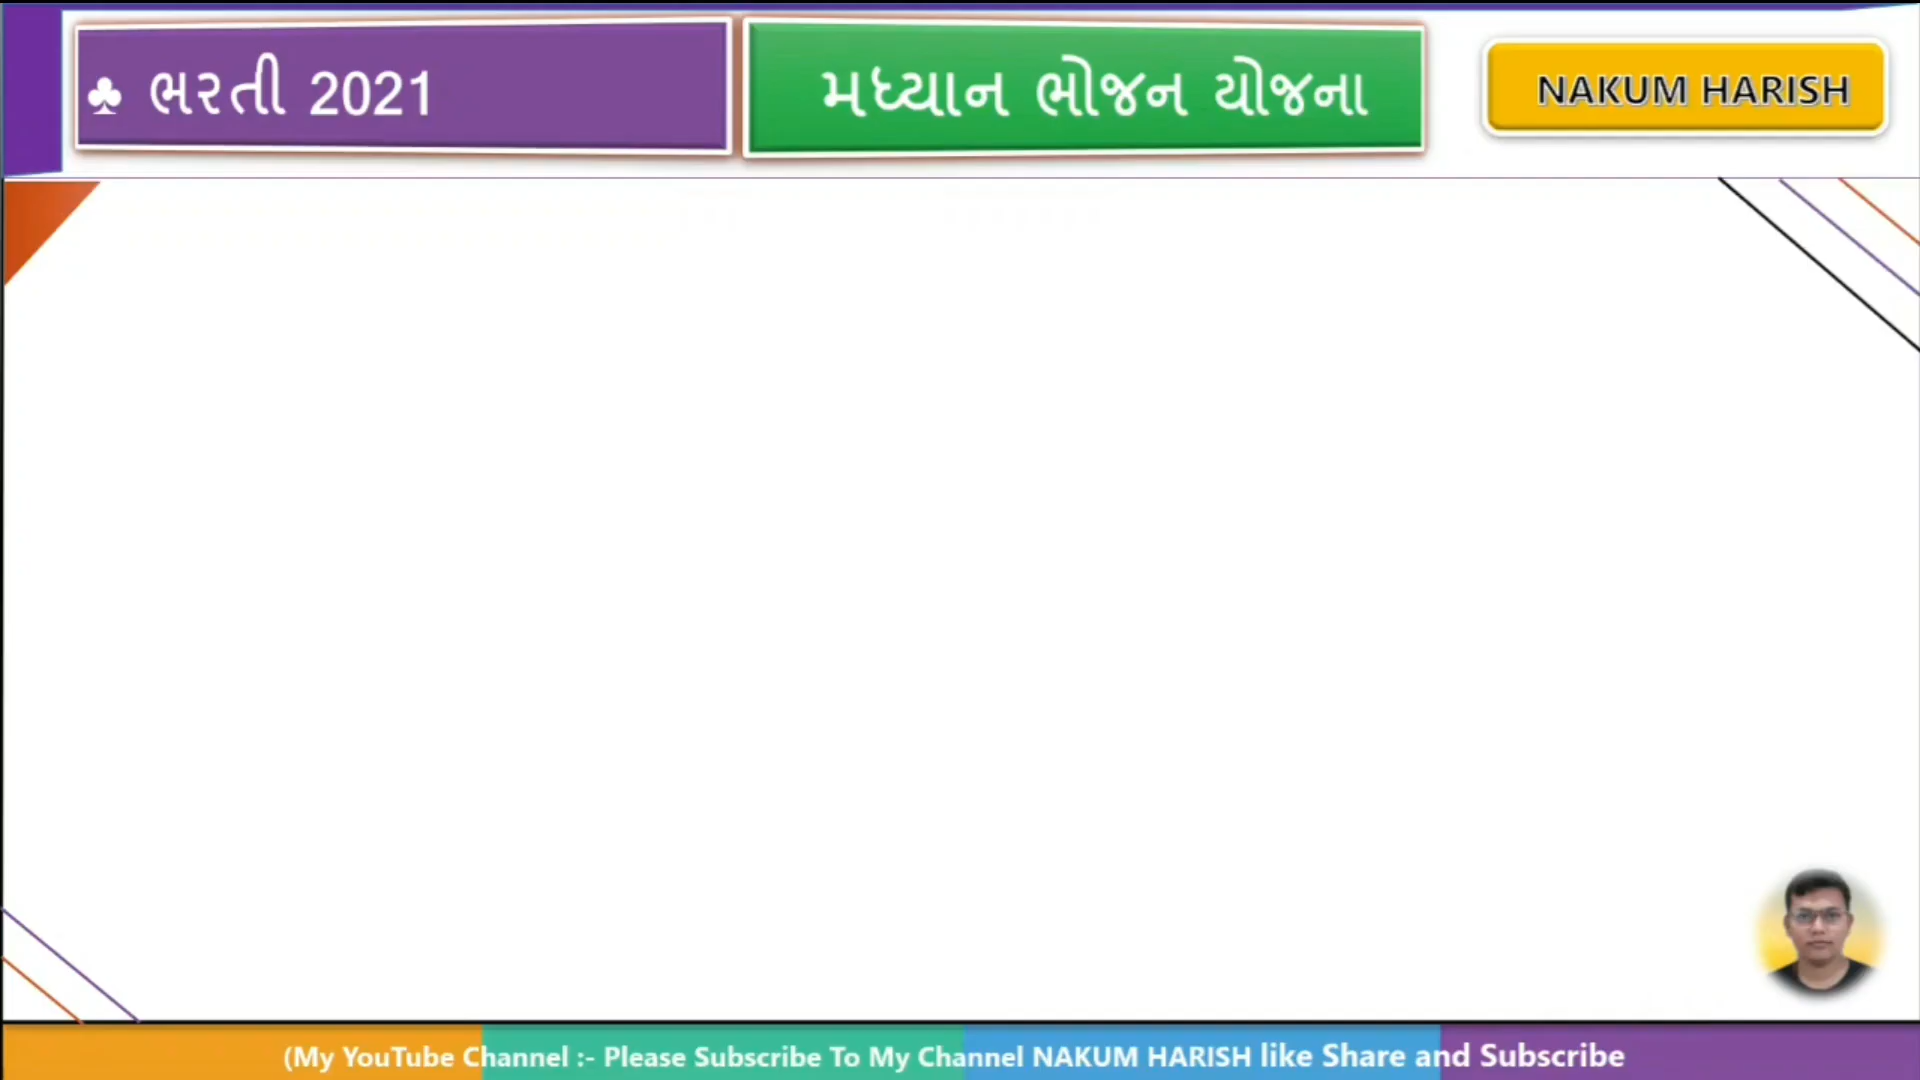 ♣ ભરતી 2021
મધ્યાન ભોજન યોજના
NAKUM HARISH
(My YouTube Channel :- Please Subscribe To My Channel NAKUM HARISH like Share and Subscribe